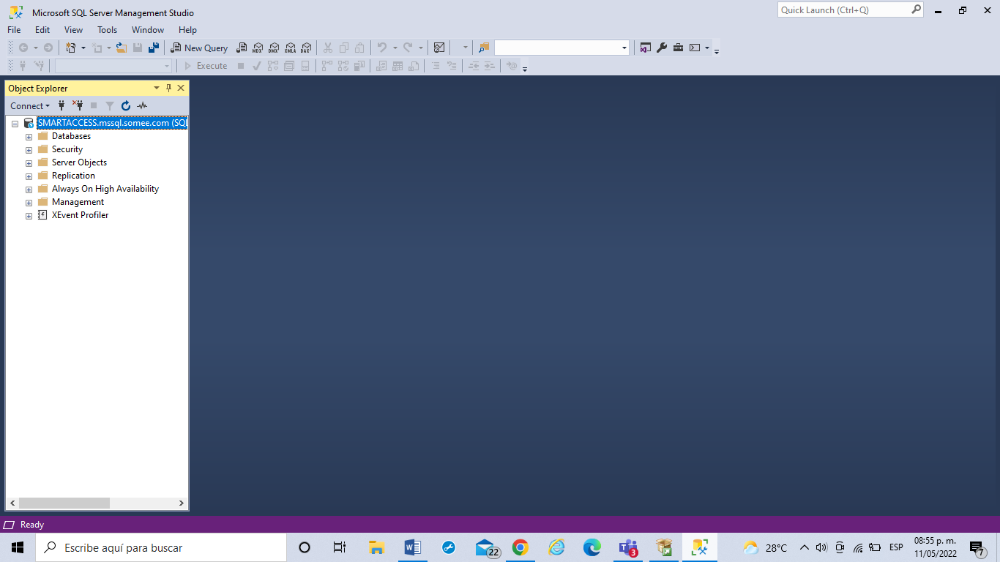 Microsoft SQL Server Management Studio
Quick Launch (Ctrl+Q)
File Edit View Tools Window Help
New Query MDX DMX XMLA DAX
Execute
Object Explorer
Connect
SMARTACCESS.mssql.somee.com (SQL
Databases
Security
Server Objects
Replication
Always On High Availability
Management
XEvent Profiler
Ready
Escribe aquí para buscar
22
3
28°C
ESP
08:55 p. m.
11/05/2022
7